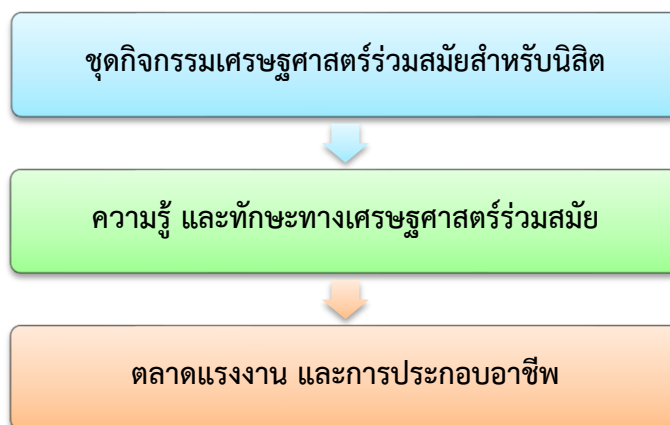 ชุดกิจกรรมเศรษฐศาสตร์ร่วมสมัยสำหรับนิสิต
ความรู้ และทักษะทางเศรษฐศาสตร์ร่วมสมัย
ตลาดแรงงาน และการประกอบอาชีพ